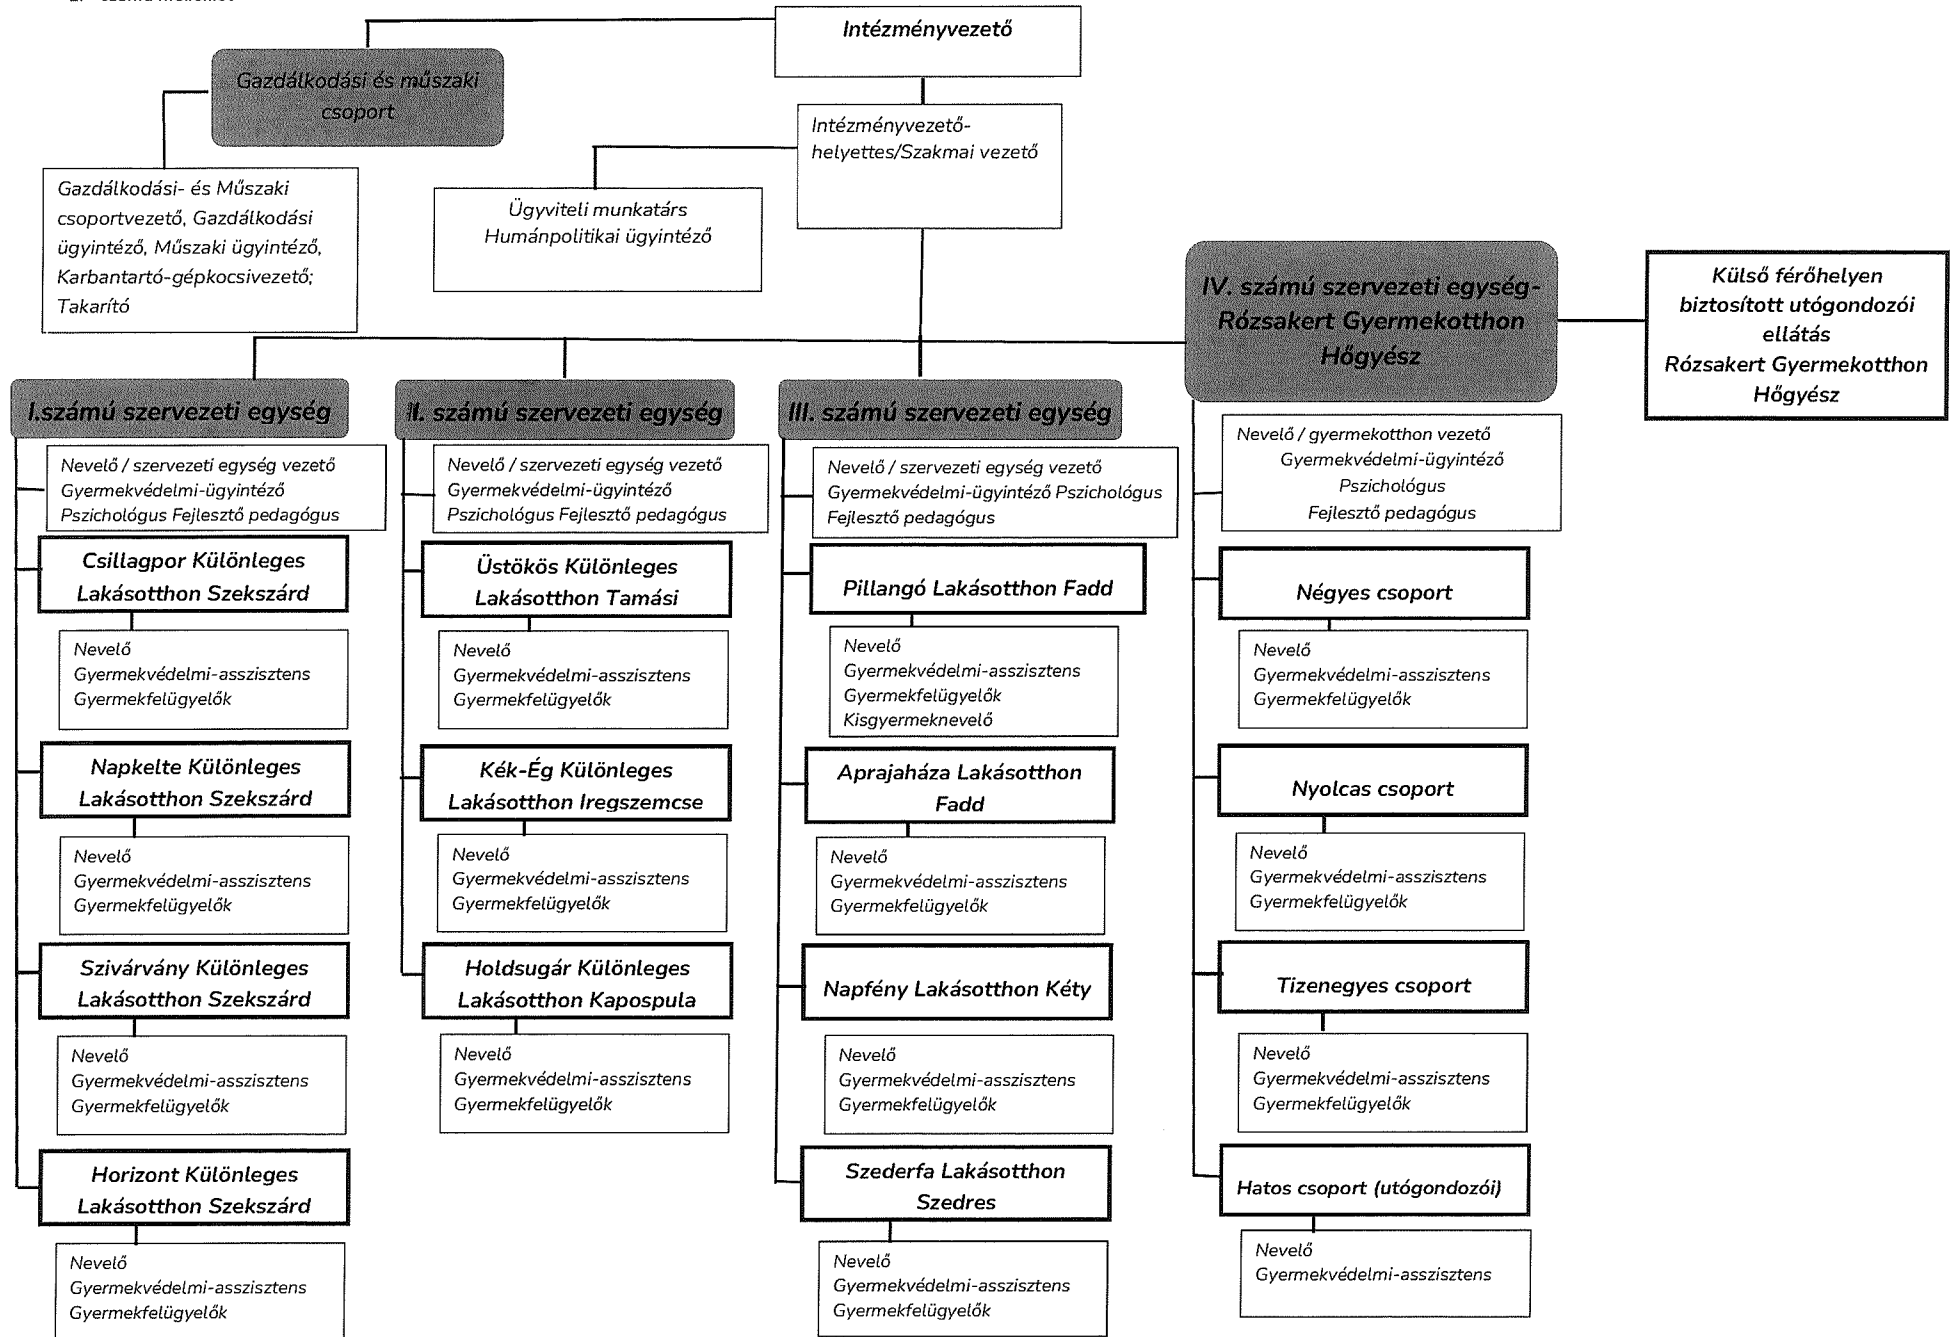 Intézményvezető
Gazdálkodási és műszaki
csoport
Intézményvezető-
helyettes/Szakmai vezető
Gazdálkodási- és Műszaki
csoportvezető, Gazdálkodási
ügyintéző, Műszaki ügyintéző,
Karbantartó-gépkocsivezető;
Takarító
Ügyviteli munkatárs
Humánpolitikai ügyintéző
IV. számú szervezeti egység-
Rózsakert Gyermekotthon
Hőgyész
Külső férőhelyen
biztosított utógondozói
ellátás
Rózsakert Gyermekotthon
Hőgyész
I.számú szervezeti egység
Nevelő / szervezeti egység vezető
Gyermekvédelmi-ügyintéző
Pszichológus Fejlesztő pedagógus
Csillagpor Különleges
Lakásotthon Szekszárd
Nevelő
Gyermekvédelmi-asszisztens
Gyermekfelügyelők
Napkelte Különleges
Lakásotthon Szekszárd
Nevelő
Gyermekvédelmi-asszisztens
Gyermekfelügyelők
Szivárvány Különleges
Lakásotthon Szekszárd
Nevelő
Gyermekvédelmi-asszisztens
Gyermekfelügyelők
Horizont Különleges
Lakásotthon Szekszárd
Nevelő
Gyermekvédelmi-asszisztens
Gyermekfelügyelők
II. számú szervezeti egység
Nevelő / szervezeti egység vezető
Gyermekvédelmi-ügyintéző
Pszichológus Fejlesztő pedagógus
Üstökös Különleges
Lakásotthon Tamási
Nevelő
Gyermekvédelmi-asszisztens
Gyermekfelügyelők
Kék-Ég Különleges
Lakásotthon Iregszemcse
Nevelő
Gyermekvédelmi-asszisztens
Gyermekfelügyelők
Holdsugár Különleges
Lakásotthon Kapospula
Nevelő
Gyermekvédelmi-asszisztens
Gyermekfelügyelők
III. számú szervezeti egység
Nevelő / szervezeti egység vezető
Gyermekvédelmi-ügyintéző Pszichológus
Fejlesztő pedagógus
Pillangó Lakásotthon Fadd
Nevelő
Gyermekvédelmi-asszisztens
Gyermekfelügyelők
Kisgyermeknevelő
Aprajaháza Lakásotthon
Fadd
Nevelő
Gyermekvédelmi-asszisztens
Gyermekfelügyelők
Napfény Lakásotthon Kéty
Nevelő
Gyermekvédelmi-asszisztens
Gyermekfelügyelők
Szederfa Lakásotthon
Szedres
Nevelő
Gyermekvédelmi-asszisztens
Gyermekfelügyelők
Nevelő / gyermekotthon vezető
Gyermekvédelmi-ügyintéző
Pszichológus
Fejlesztő pedagógus
Négyes csoport
Nevelő
Gyermekvédelmi-asszisztens
Gyermekfelügyelők
Nyolcas csoport
Nevelő
Gyermekvédelmi-asszisztens
Gyermekfelügyelők
Tizenegyes csoport
Nevelő
Gyermekvédelmi-asszisztens
Gyermekfelügyelők
Hatos csoport (utógondozói)
Nevelő
Gyermekvédelmi-asszisztens